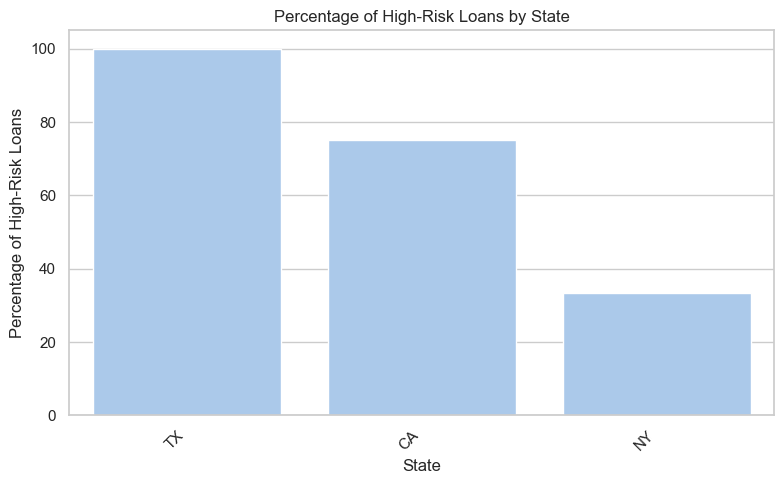 Percentage of High-Risk Loans by State
Percentage of High-Risk Loans
100
80
60
40
20
0
TX
CA
NY
State